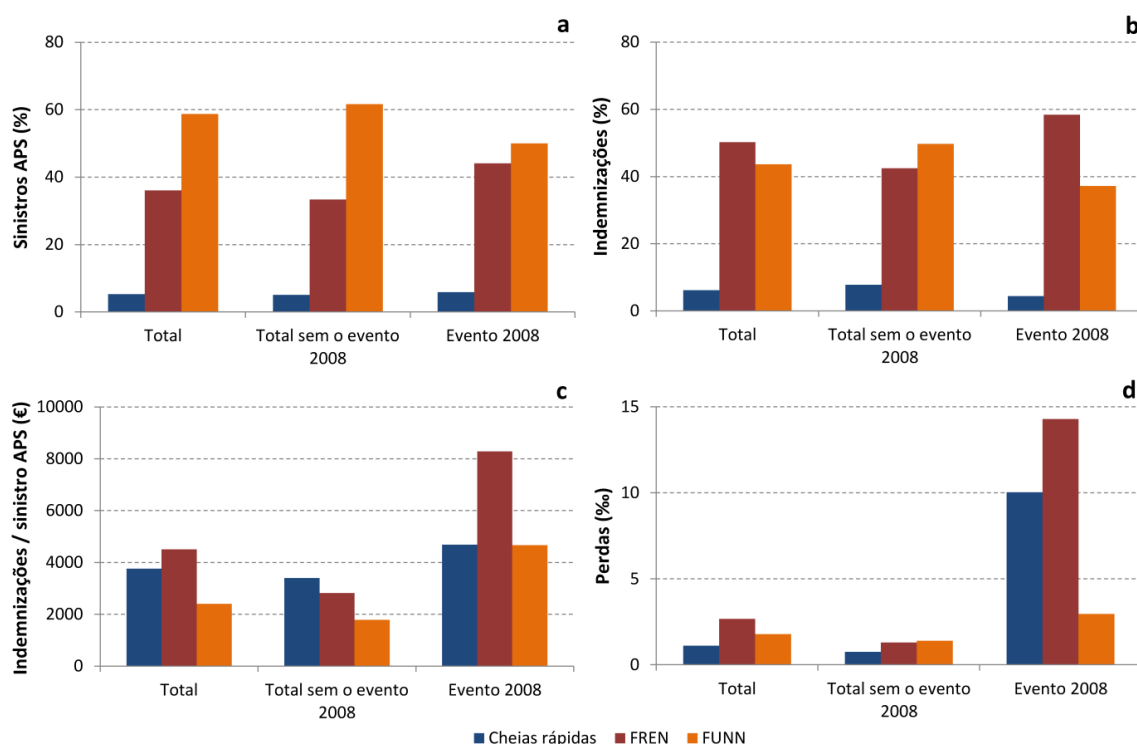 a
Sinistros APS (%)
80
60
40
20
0
Total
Total sem o evento
2008
Evento 2008
b
Indemnizações (%)
80
60
40
20
0
Total
Total sem o evento
2008
Evento 2008
c
Indemnizações / sinistro APS (€)
10000
8000
6000
4000
2000
0
Total
Total sem o evento
2008
Evento 2008
d
Perdas (‰)
15
10
5
0
Total
Total sem o evento
2008
Evento 2008
Cheias rápidas FREN FUNN